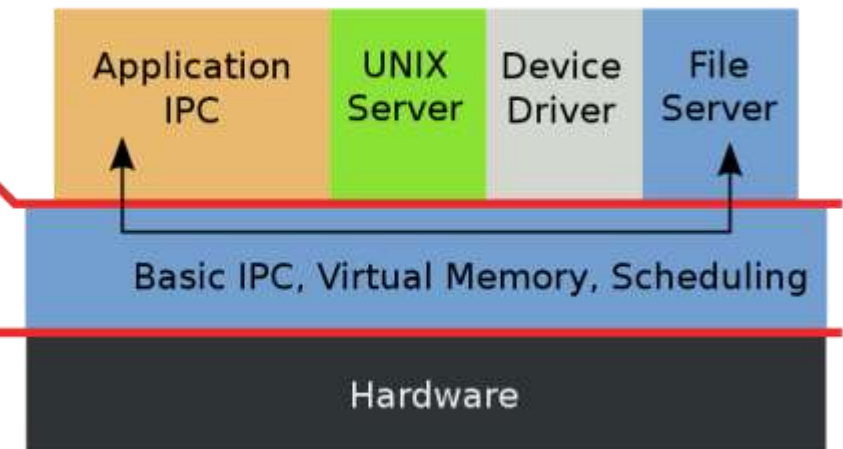 Application
IPC
UNIX
Server
Device
Driver
File
Server
Basic IPC, Virtual Memory, Scheduling
Hardware